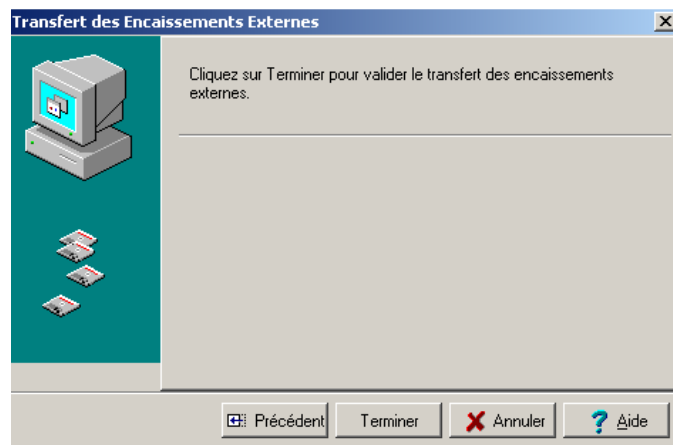 Transfert des Encaissements Externes
Cliquez sur Terminer pour valider le transfert des encaissements
externes.
Précédent Terminer Annuler ? Aide